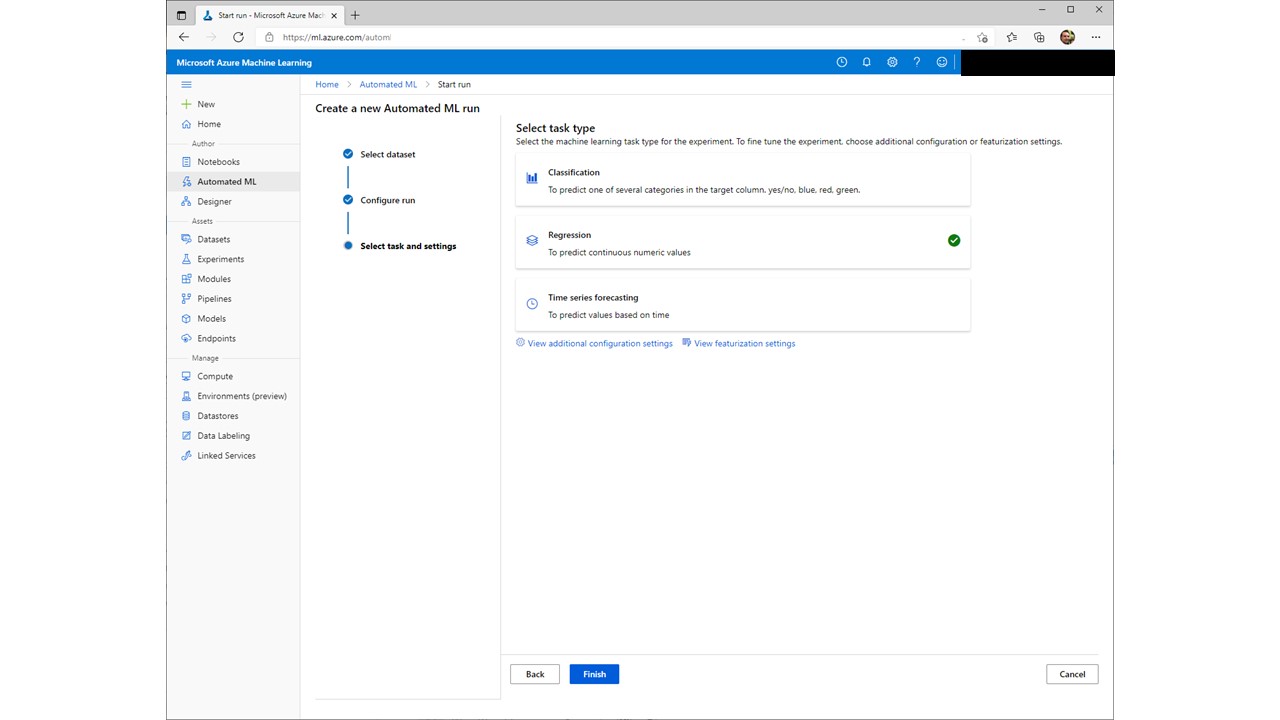 Start run - Microsoft Azure Mach
https://ml.azure.com/autom
Microsoft Azure Machine Learning
Home > Automated ML > Start run
New
Home
Author
Notebooks
Automated ML
Designer
Assets
Datasets
Experiments
Modules
Pipelines
Models
Endpoints
Manage
Compute
Environments (preview)
Datastores
Data Labeling
Linked Services
Create a new Automated ML run
Select dataset
Configure run
Select task and settings
Select task type
Select the machine learning task type for the experiment. To fine tune the experiment, choose additional configuration or featurization settings.
Classification
To predict one of several categories in the target column, yes/no, blue, red, green.
Regression
To predict continuous numeric values
Time series forecasting
To predict values based on time
View additional configuration settings View featurization settings
Back Finish Cancel